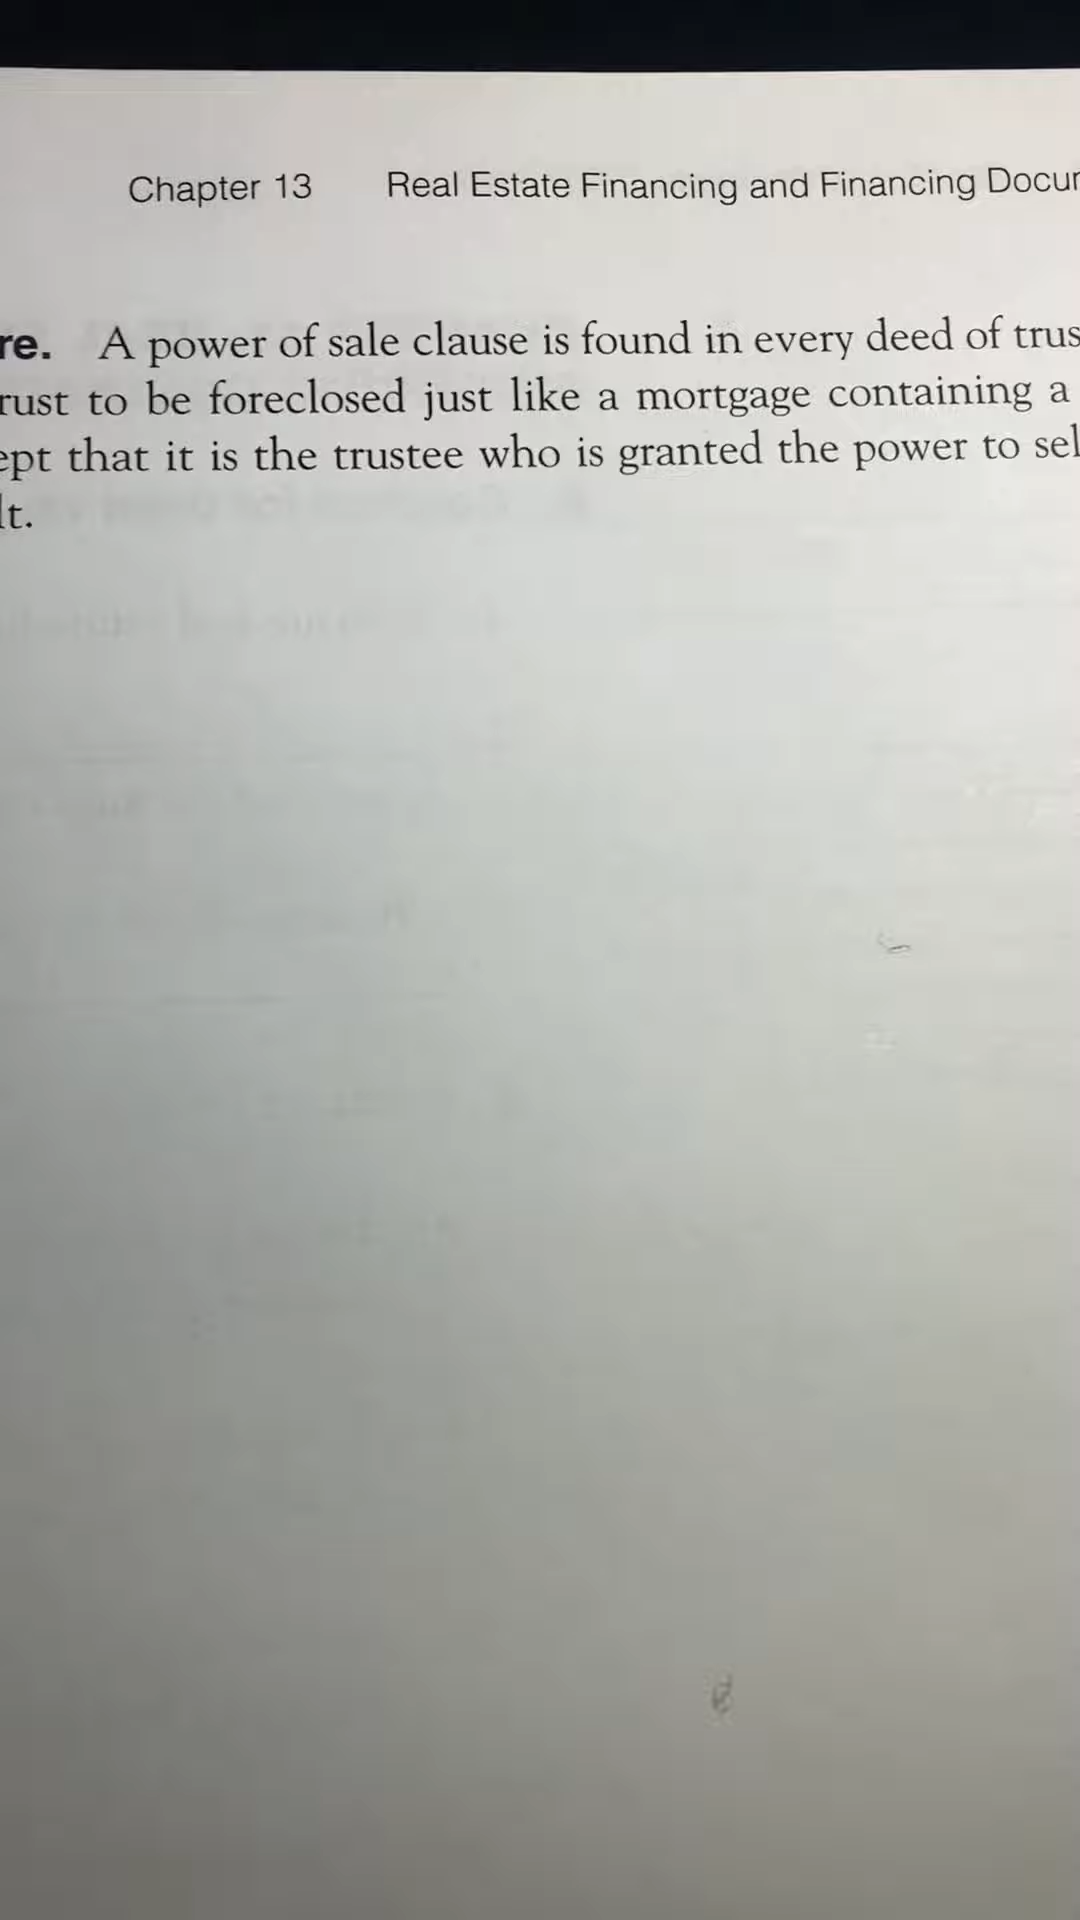 Chapter 13 Real Estate Financing and Financing Docum
re. A power of sale clause is found in every deed of trus
rust to be foreclosed just like a mortgage containing a
ept that it is the trustee who is granted the power to sel
lt.